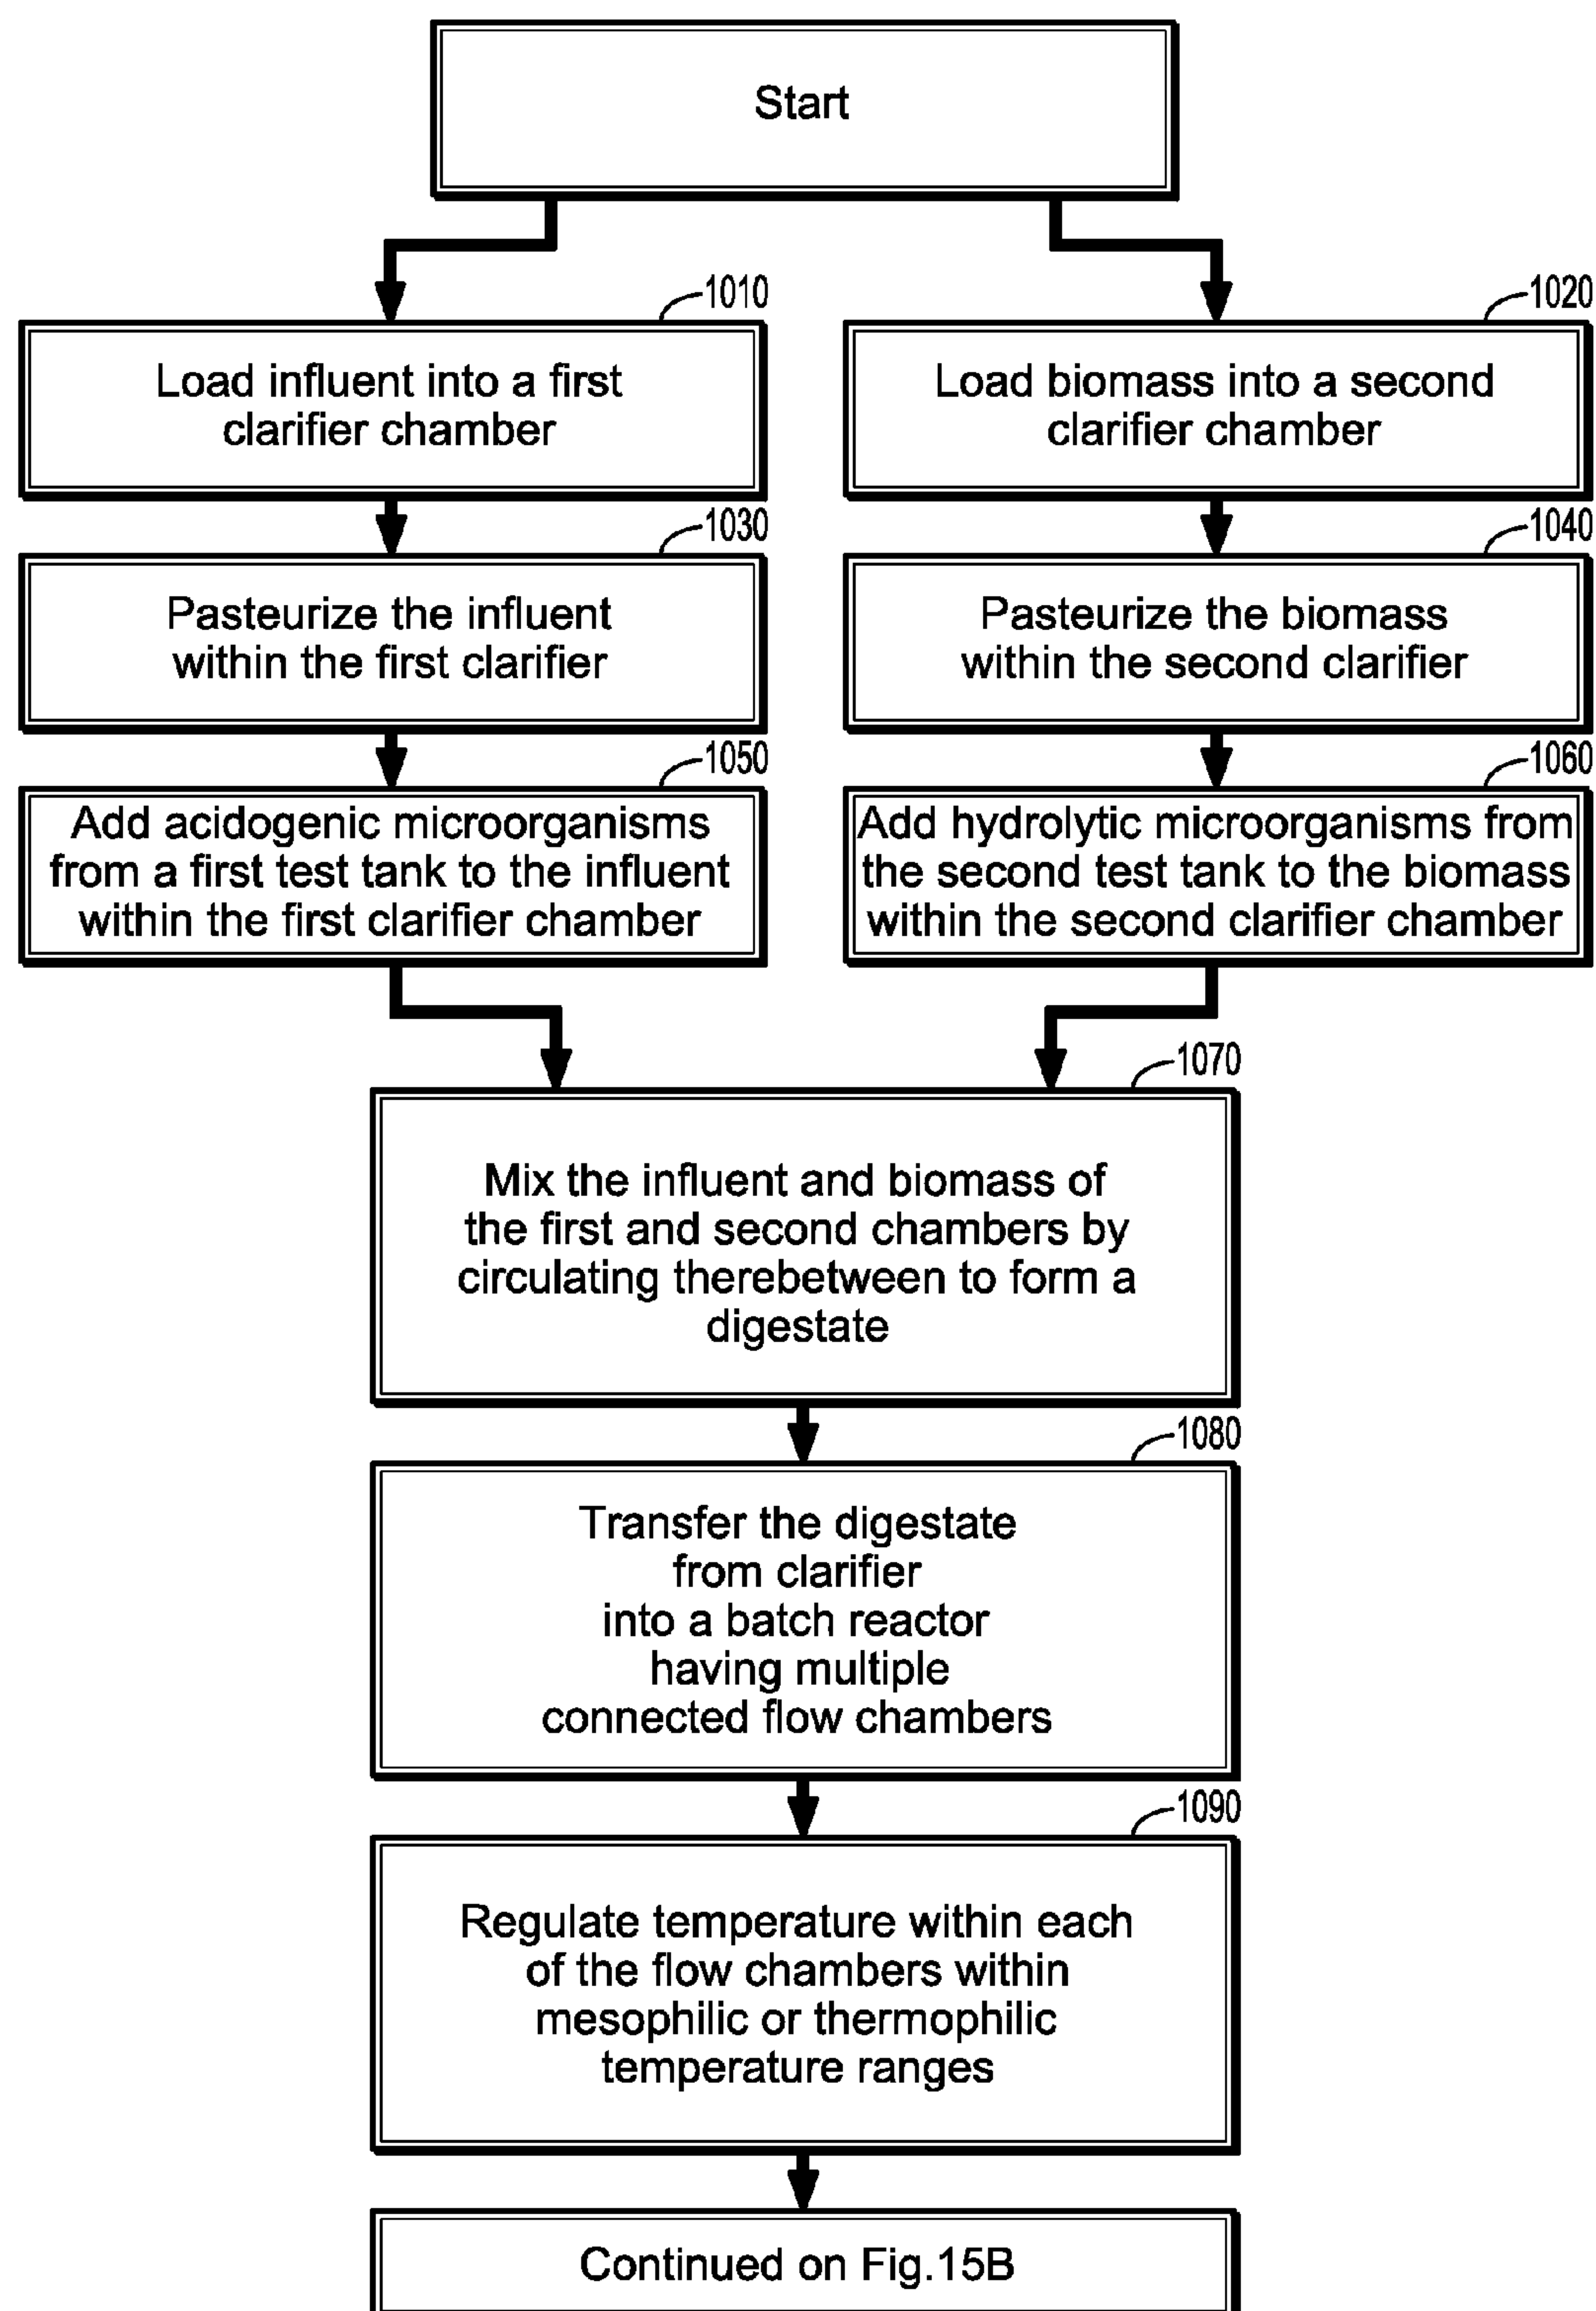 Start
1010
Load influent into a first
clarifier chamber
1020
Load biomass into a second
clarifier chamber
1030
Pasteurize the influent
within the first clarifier
1040
Pasteurize the biomass
within the second clarifier
1050
Add acidogenic microorganisms
from a first test tank to the influent
within the first clarifier chamber
1060
Add hydrolytic microorganisms from
the second test tank to the biomass
within the second clarifier chamber
1070
Mix the influent and biomass of
the first and second chambers by
circulating therebetween to form a
digestate
1080
Transfer the digestate
from clarifier
into a batch reactor
having multiple
connected flow chambers
1090
Regulate temperature within each
of the flow chambers within
mesophilic or thermophilic
temperature ranges
Continued on Fig.15B